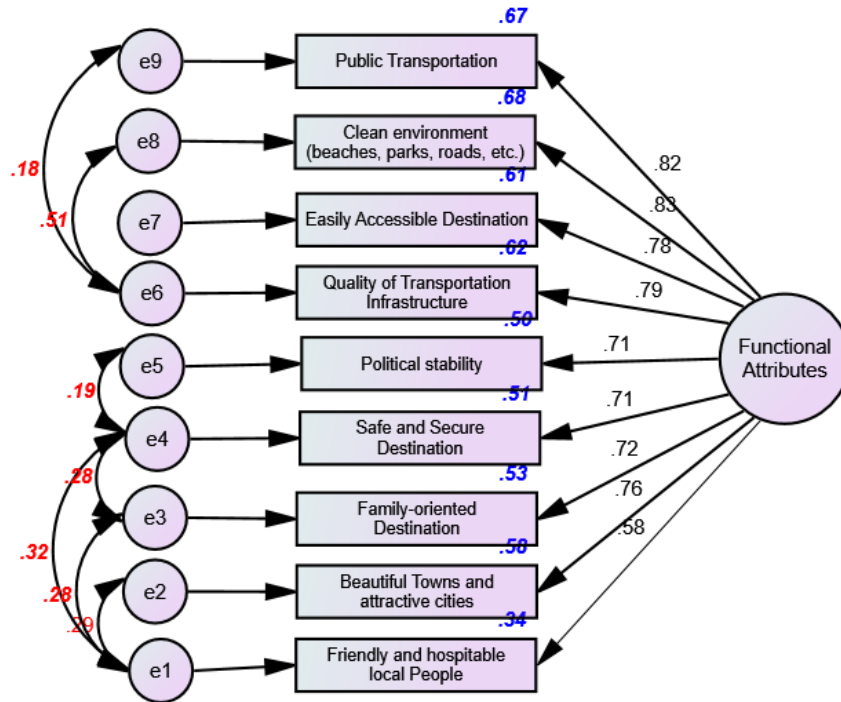 .67
e9
Public Transportation
.68
e8
Clean environment
(beaches, parks, roads, etc.)
.82
.18
.61
.83
.51
e7
Easily Accessible Destination
.78
.62
e6
Quality of Transportation
Infrastructure
.79
.50
e5
Political stability
.71
Functional
Attributes
.19
.51
e4
Safe and Secure
Destination
.71
.28
.53
.72
e3
Family-oriented
Destination
.76
.32
.58
.58
.28
e2
Beautiful Towns and
attractive cities
.29
.34
e1
Friendly and hospitable
local People